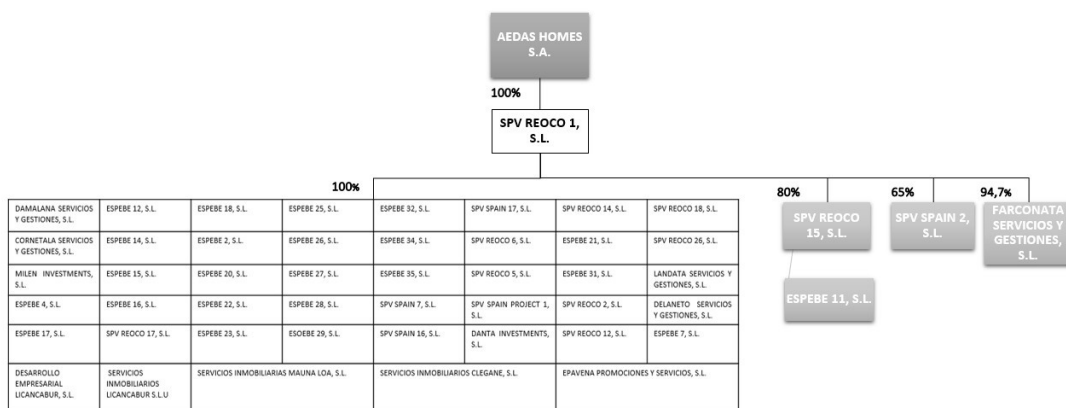 AEDAS HOMES
S.A.
100%
SPV REOCO 1,
S.L.
100%
80%
65%
94,7%
DAMALANA SERVICIOS
Y GESTIONES, S.L.
ESPEBE 12, S.L.
ESPEBE 18, S.L.
ESPEBE 25, S.L.
ESPEBE 32, S.L.
SPV SPAIN 17, S.L.
SPV REOCO 14, S.L.
SPV REOCO 18, S.L.
CORNETALA SERVICIOS
Y GESTIONES, S.L.
ESPEBE 14, S.L.
ESPEBE 2, S.L.
ESPEBE 26, S.L.
ESPEBE 34, S.L.
SPV REOCO 6, S.L.
ESPEBE 21, S.L.
SPV REOCO 26, S.L.
MILEN INVESTMENTS,
S.L.
ESPEBE 15, S.L.
ESPEBE 20, S.L.
ESPEBE 27, S.L.
ESPEBE 35, S.L.
SPV REOCO 5, S.L.
ESPEBE 31, S.L.
LANDATA SERVICIOS Y
GESTIONES, S.L.
ESPEBE 4, S.L.
ESPEBE 16, S.L.
ESPEBE 22, S.L.
ESPEBE 28, S.L.
SPV SPAIN 7, S.L.
SPV SPAIN PROJECT 1,
S.L.
SPV REOCO 2, S.L.
DELANETO SERVICIOS
Y GESTIONES, S.L.
ESPEBE 17, S.L.
SPV REOCO 17, S.L.
ESPEBE 23, S.L.
ESOEBE 29, S.L.
SPV SPAIN 16, S.L.
DANTA INVESTMENTS,
S.L.
SPV REOCO 12, S.L.
ESPEBE 7, S.L.
DESARROLLO
EMPRESARIAL
LICANCABUR, S.L.
SERVICIOS
INMOBILIARIOS
LICANCABUR S.L.U
SERVICIOS INMOBILIARIAS MAUNA LOA, S.L.
SERVICIOS INMOBILIARIOS CLEGANE, S.L.
EPAVENA PROMOCIONES Y SERVICIOS, S.L.
SPV REOCO
15, S.L.
SPV SPAIN 2,
S.L.
FARCONATA
SERVICIOS Y
GESTIONES,
S.L.
ESPEBE 11, S.L.